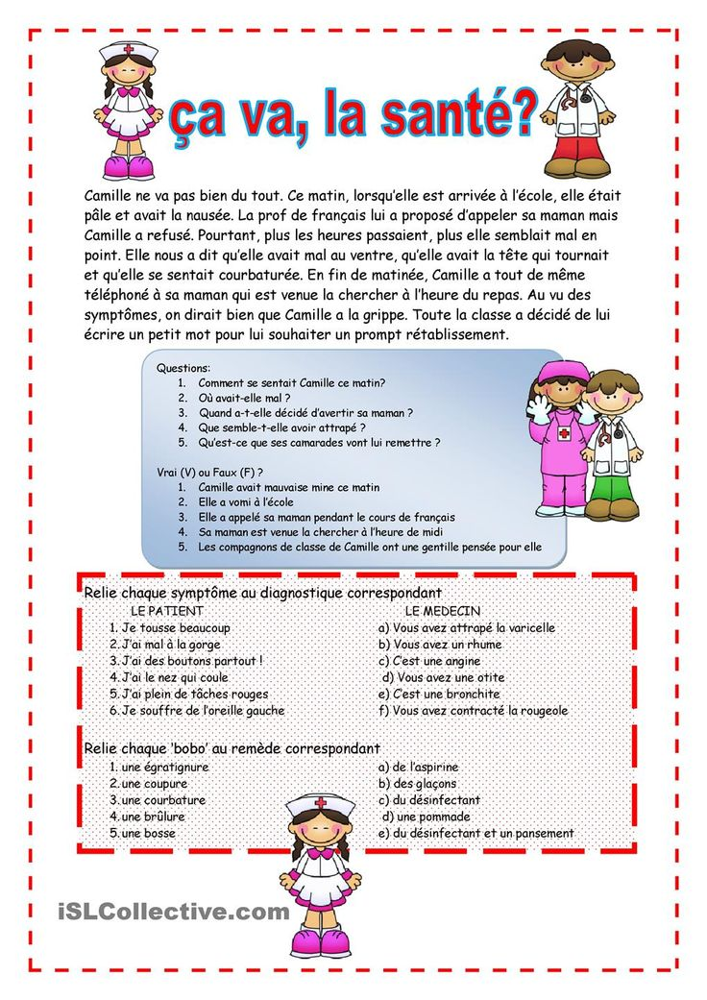 ça va, la santé?
Camille ne va pas bien du tout. Ce matin, lorsqu'elle est arrivée à l'école, elle était
pâle et avait la nausée. La prof de français lui a proposé d'appeler sa maman mais
Camille a refusé. Pourtant, plus les heures passaient, plus elle semblait mal en
point. Elle nous a dit qu'elle avait mal au ventre, qu'elle avait la tête qui tournait
et qu'elle se sentait courbaturée. En fin de matinée, Camille a tout de même
téléphoné à sa maman qui est venue la chercher à l'heure du repas. Au vu des
symptômes, on dirait bien que Camille a la grippe. Toute la classe a décidé de lui
écrire un petit mot pour lui souhaiter un prompt rétablissement.
Questions:
1. Comment se sentait Camille ce matin?
2. Où avait-elle mal ?
3. Quand a-t-elle décidé d'avertir sa maman ?
4. Que semble-t-elle avoir attrapé ?
5. Qu'est-ce que ses camarades vont lui remettre ?
Vrai (V) ou Faux (F) ?
1. Camille avait mauvaise mine ce matin
2. Elle a vomi à l'école
3. Elle a appelé sa maman pendant le cours de français
4. Sa maman est venue la chercher à l'heure de midi
5. Les compagnons de classe de Camille ont une gentille pensée pour elle
Relie chaque symptôme au diagnostique correspondant
LE PATIENT LE MEDECIN
1. Je tousse beaucoup a) Vous avez attrapé la varicelle
2. J'ai mal à la gorge b) Vous avez un rhume
3. J'ai des boutons partout ! c) C'est une angine
4. J'ai le nez qui coule d) Vous avez une otite
5. J'ai plein de tâches rouges e) C'est une bronchite
6. Je souffre de l'oreille gauche f) Vous avez contracté la rougeole
Relie chaque 'bobo' au remède correspondant
1. une égratignure a) de l'aspirine
2. une coupure b) des glaçons
3. une courbature c) du désinfectant
4. une brûlure d) une pommade
5. une bosse e) du désinfectant et un pansement
iSLCollective.com